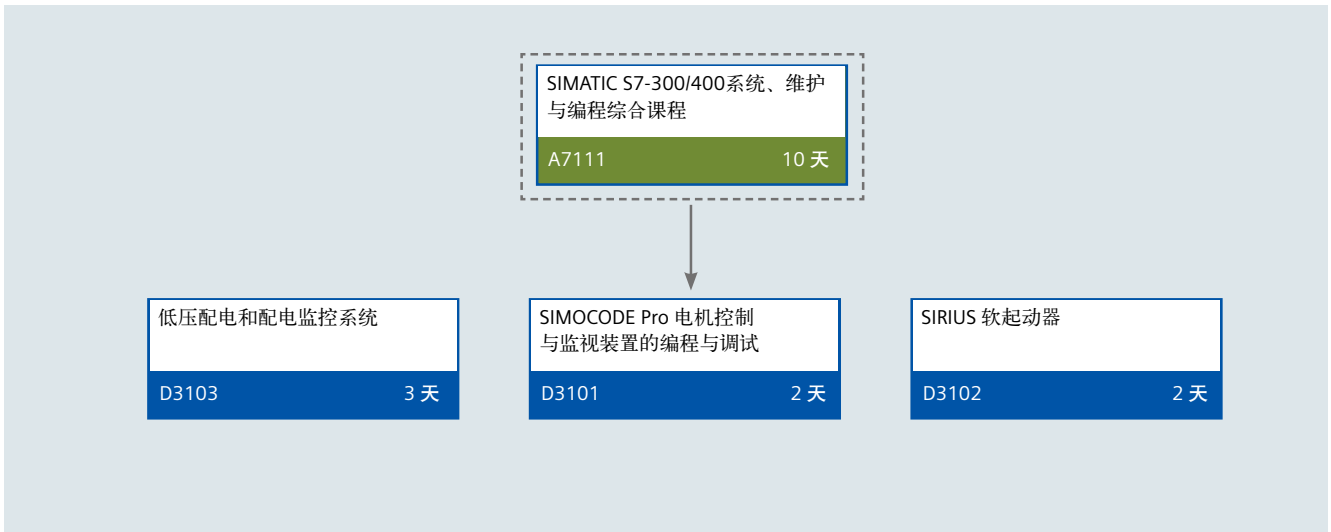 SIMATIC S7-300/400系统、维护
与编程综合课程
A7111 10 天
低压配电和配电监控系统
D3103 3 天
SIMOCODE Pro 电机控制
与监视装置的编程与调试
D3101 2 天
SIRIUS 软起动器
D3102 2 天